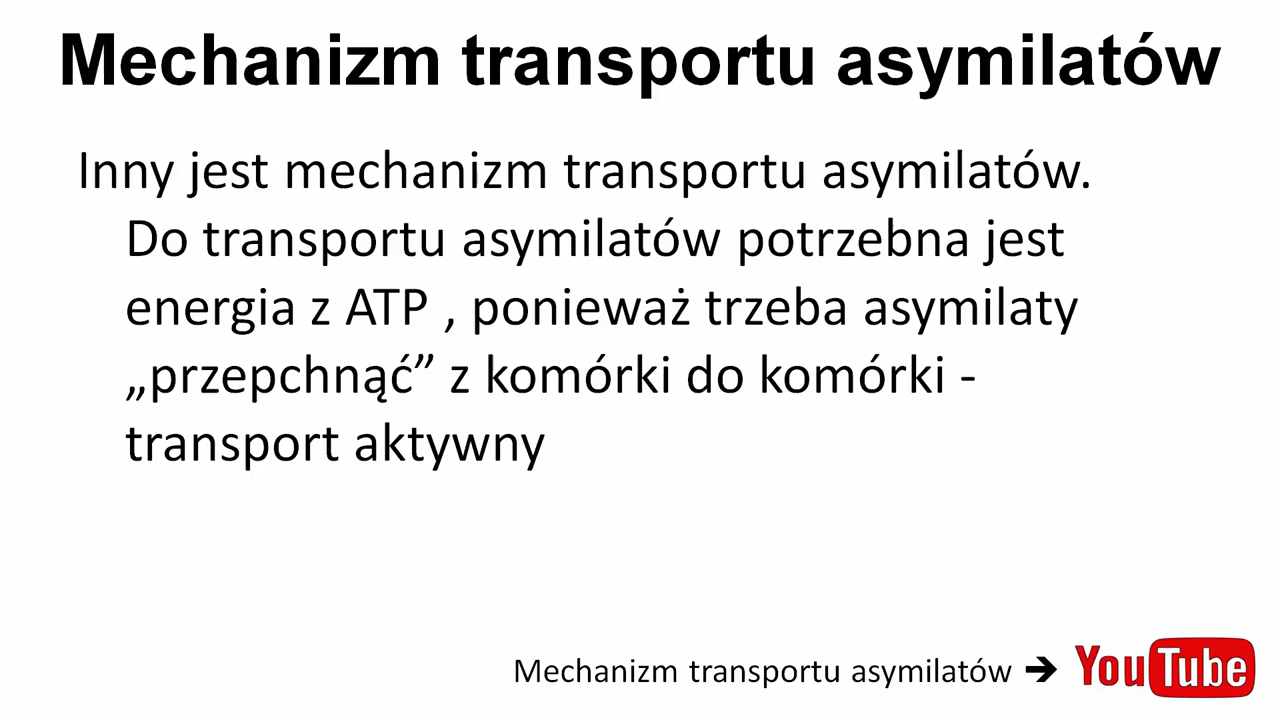 Mechanizm transportu asymilatów
Inny jest mechanizm transportu asymilatów.
Do transportu asymilatów potrzebna jest
energia z ATP , ponieważ trzeba asymilaty
„przepchnąć” z komórki do komórki -
transport aktywny
Mechanizm transportu asymilatów ➔ YouTube